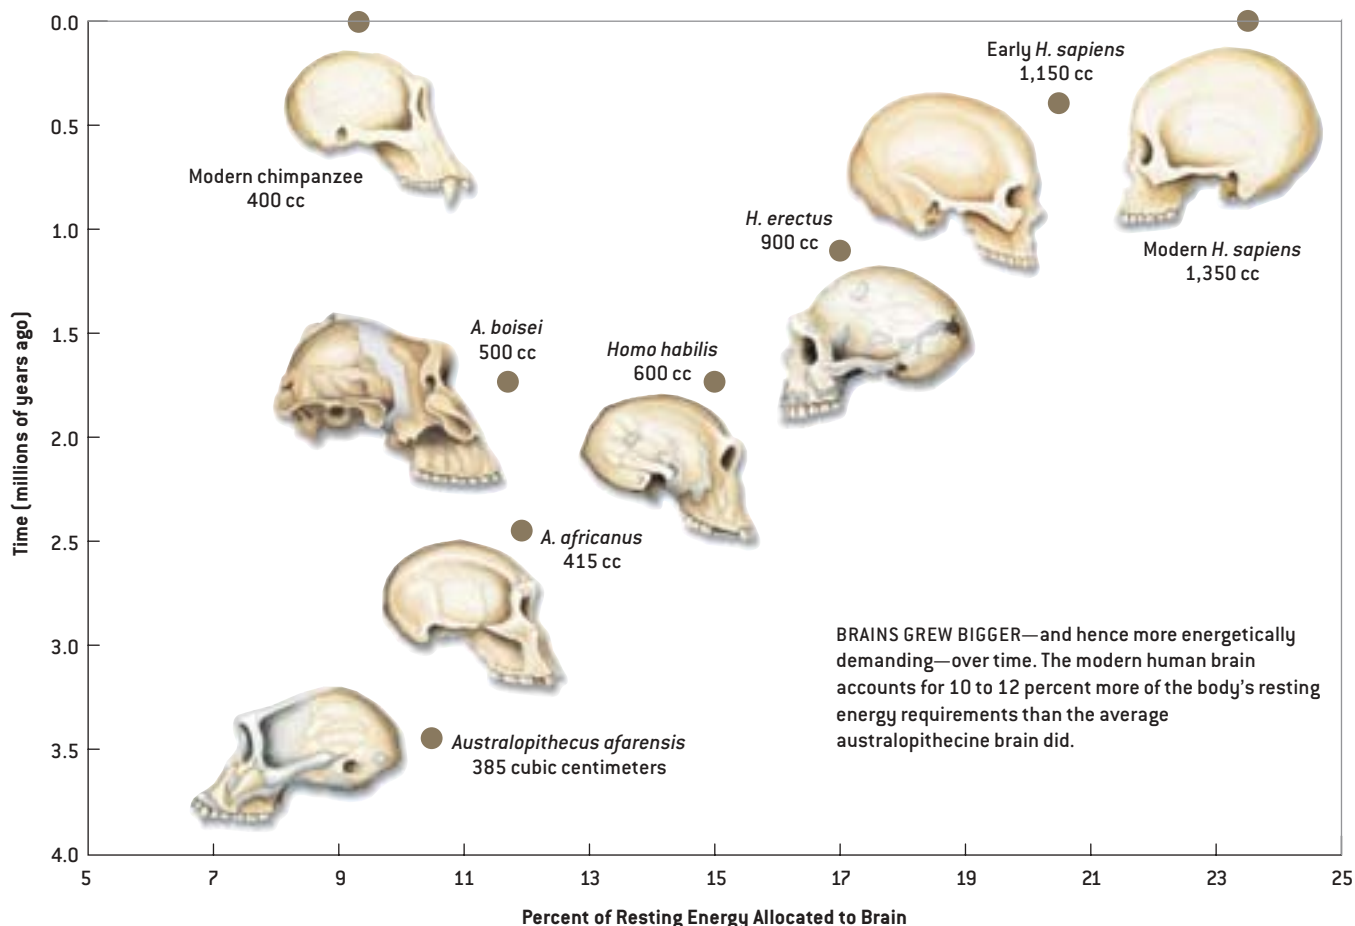 0.0
0.5
1.0
1.5
2.0
2.5
3.0
3.5
4.0
Time (millions of years ago)
Modern chimpanzee
400 cc
Early H. sapiens
1,150 cc
H. erectus
900 cc
Modern H. sapiens
1,350 cc
A. boisei
500 cc
Homo habilis
600 cc
A. africanus
415 cc
Australopithecus afarensis
385 cubic centimeters
BRAINS GREW BIGGER—and hence more energetically
demanding—over time. The modern human brain
accounts for 10 to 12 percent more of the body’s resting
energy requirements than the average
australopithecine brain did.
5 7 9 11 13 15 17 19 21 23 25
Percent of Resting Energy Allocated to Brain